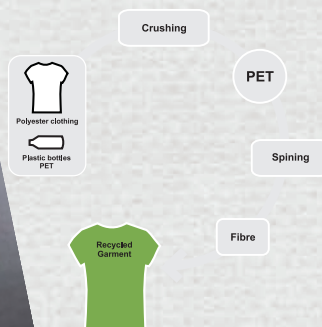 Crushing
PET
Polyester clothing
Plastic bottles
PET
Spining
Fibre
Recycled
Garment